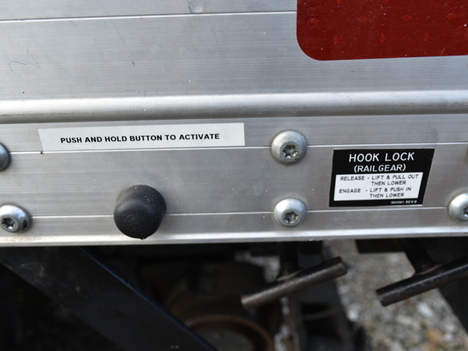 PUSH AND HOLD BUTTON TO ACTIVATE
HOOK LOCK
(RAILGEAR)
RELEASE - LIFT & PULL OUT
THEN LOWER
ENGAGE - LIFT & PUSH IN
THEN LOWER